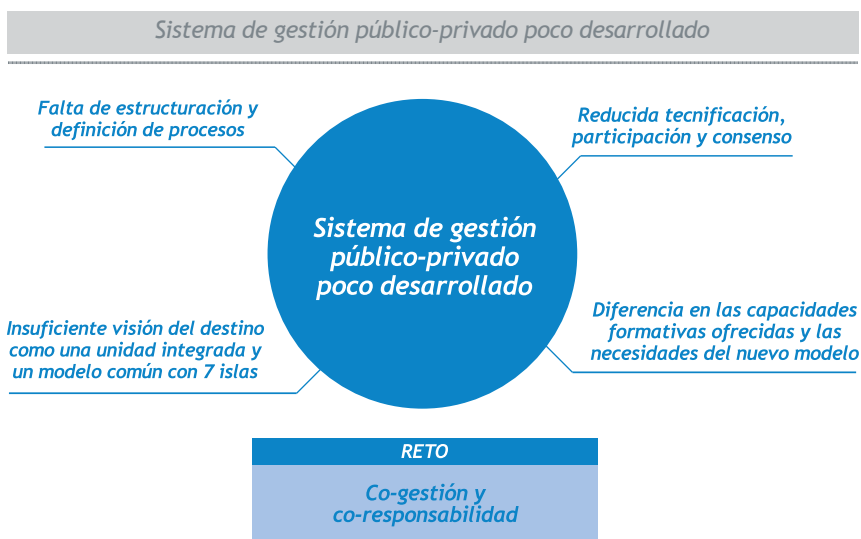 Sistema de gestión público-privado poco desarrollado
Falta de estructuración y
definición de procesos
Reducida tecnificación,
participación y consenso
Sistema de gestión
público-privado
poco desarrollado
Insuficiente visión del destino
como una unidad integrada y
un modelo común con 7 islas
Diferencia en las capacidades
formativas ofrecidas y las
necesidades del nuevo modelo
RETO
Co-gestión y
co-responsabilidad